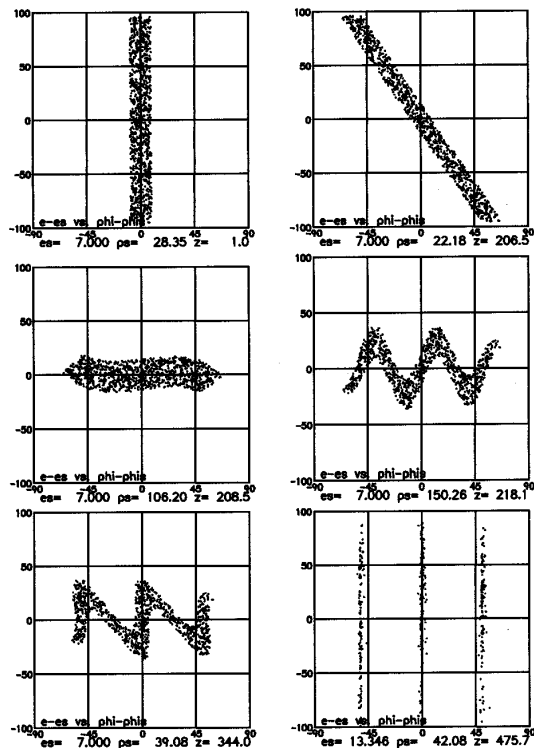 100 100
50 50
0 0
-50 -50
e-es vs. phi-phis e-es vs. phi-phis
-100 -100
-90 -45 0 45 90 -90 -45 0 45 90
es= 7.000 ps= 28.35 z= 1.0 es= 7.000 ps= 22.18 z= 206.5
100 100
50 50
0 0
-50 -50
e-es vs. phi-phis e-es vs. phi-phis
-100 -100
-90 -45 0 45 90 -90 -45 0 45 90
es= 7.000 ps= 106.20 z= 208.5 es= 7.000 ps= 150.26 z= 218.1
100 100
50 50
0 0
-50 -50
e-es vs. phi-phis e-es vs. phi-phis
-100 -100
-90 -45 0 45 90 -90 -45 0 45 90
es= 7.000 ps= 39.08 z= 344.0 es= 13.346 ps= 42.08 z= 475.7